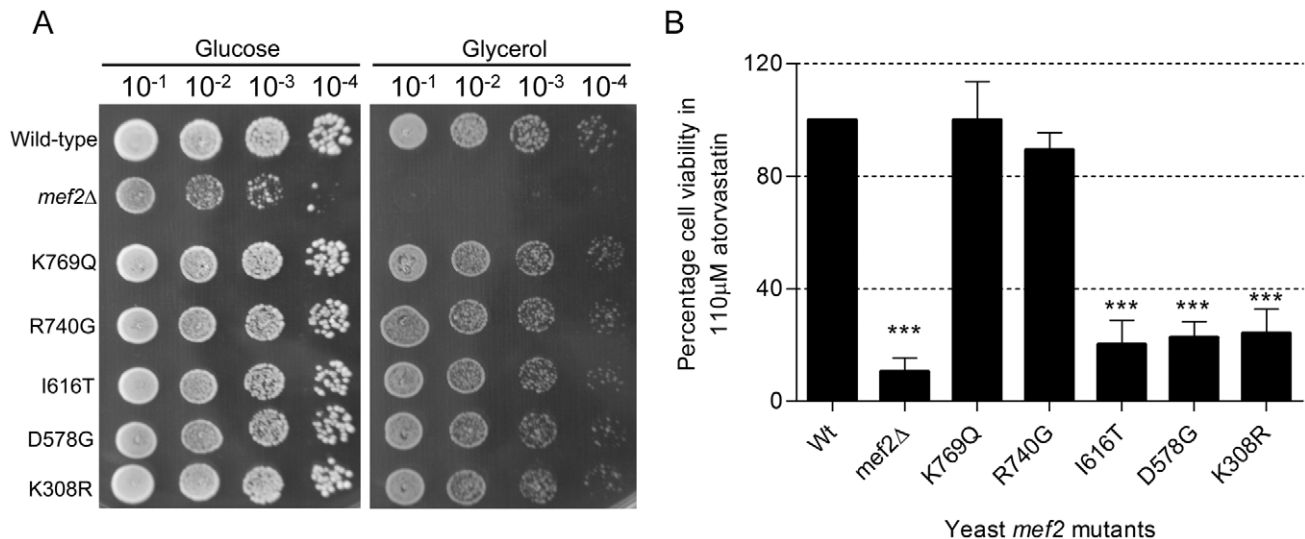 A
Glucose
Glycerol
10-1 10-2 10-3 10-4
10-1 10-2 10-3 10-4
Wild-type
mef2Δ
K769Q
R740G
I616T
D578G
K308R
B
Percentage cell viability in
110μM atorvastatin
120
80
40
0
***
***
***
***
Wt
mef2Δ
K769Q
R740G
I616T
D578G
K308R
Yeast mef2 mutants